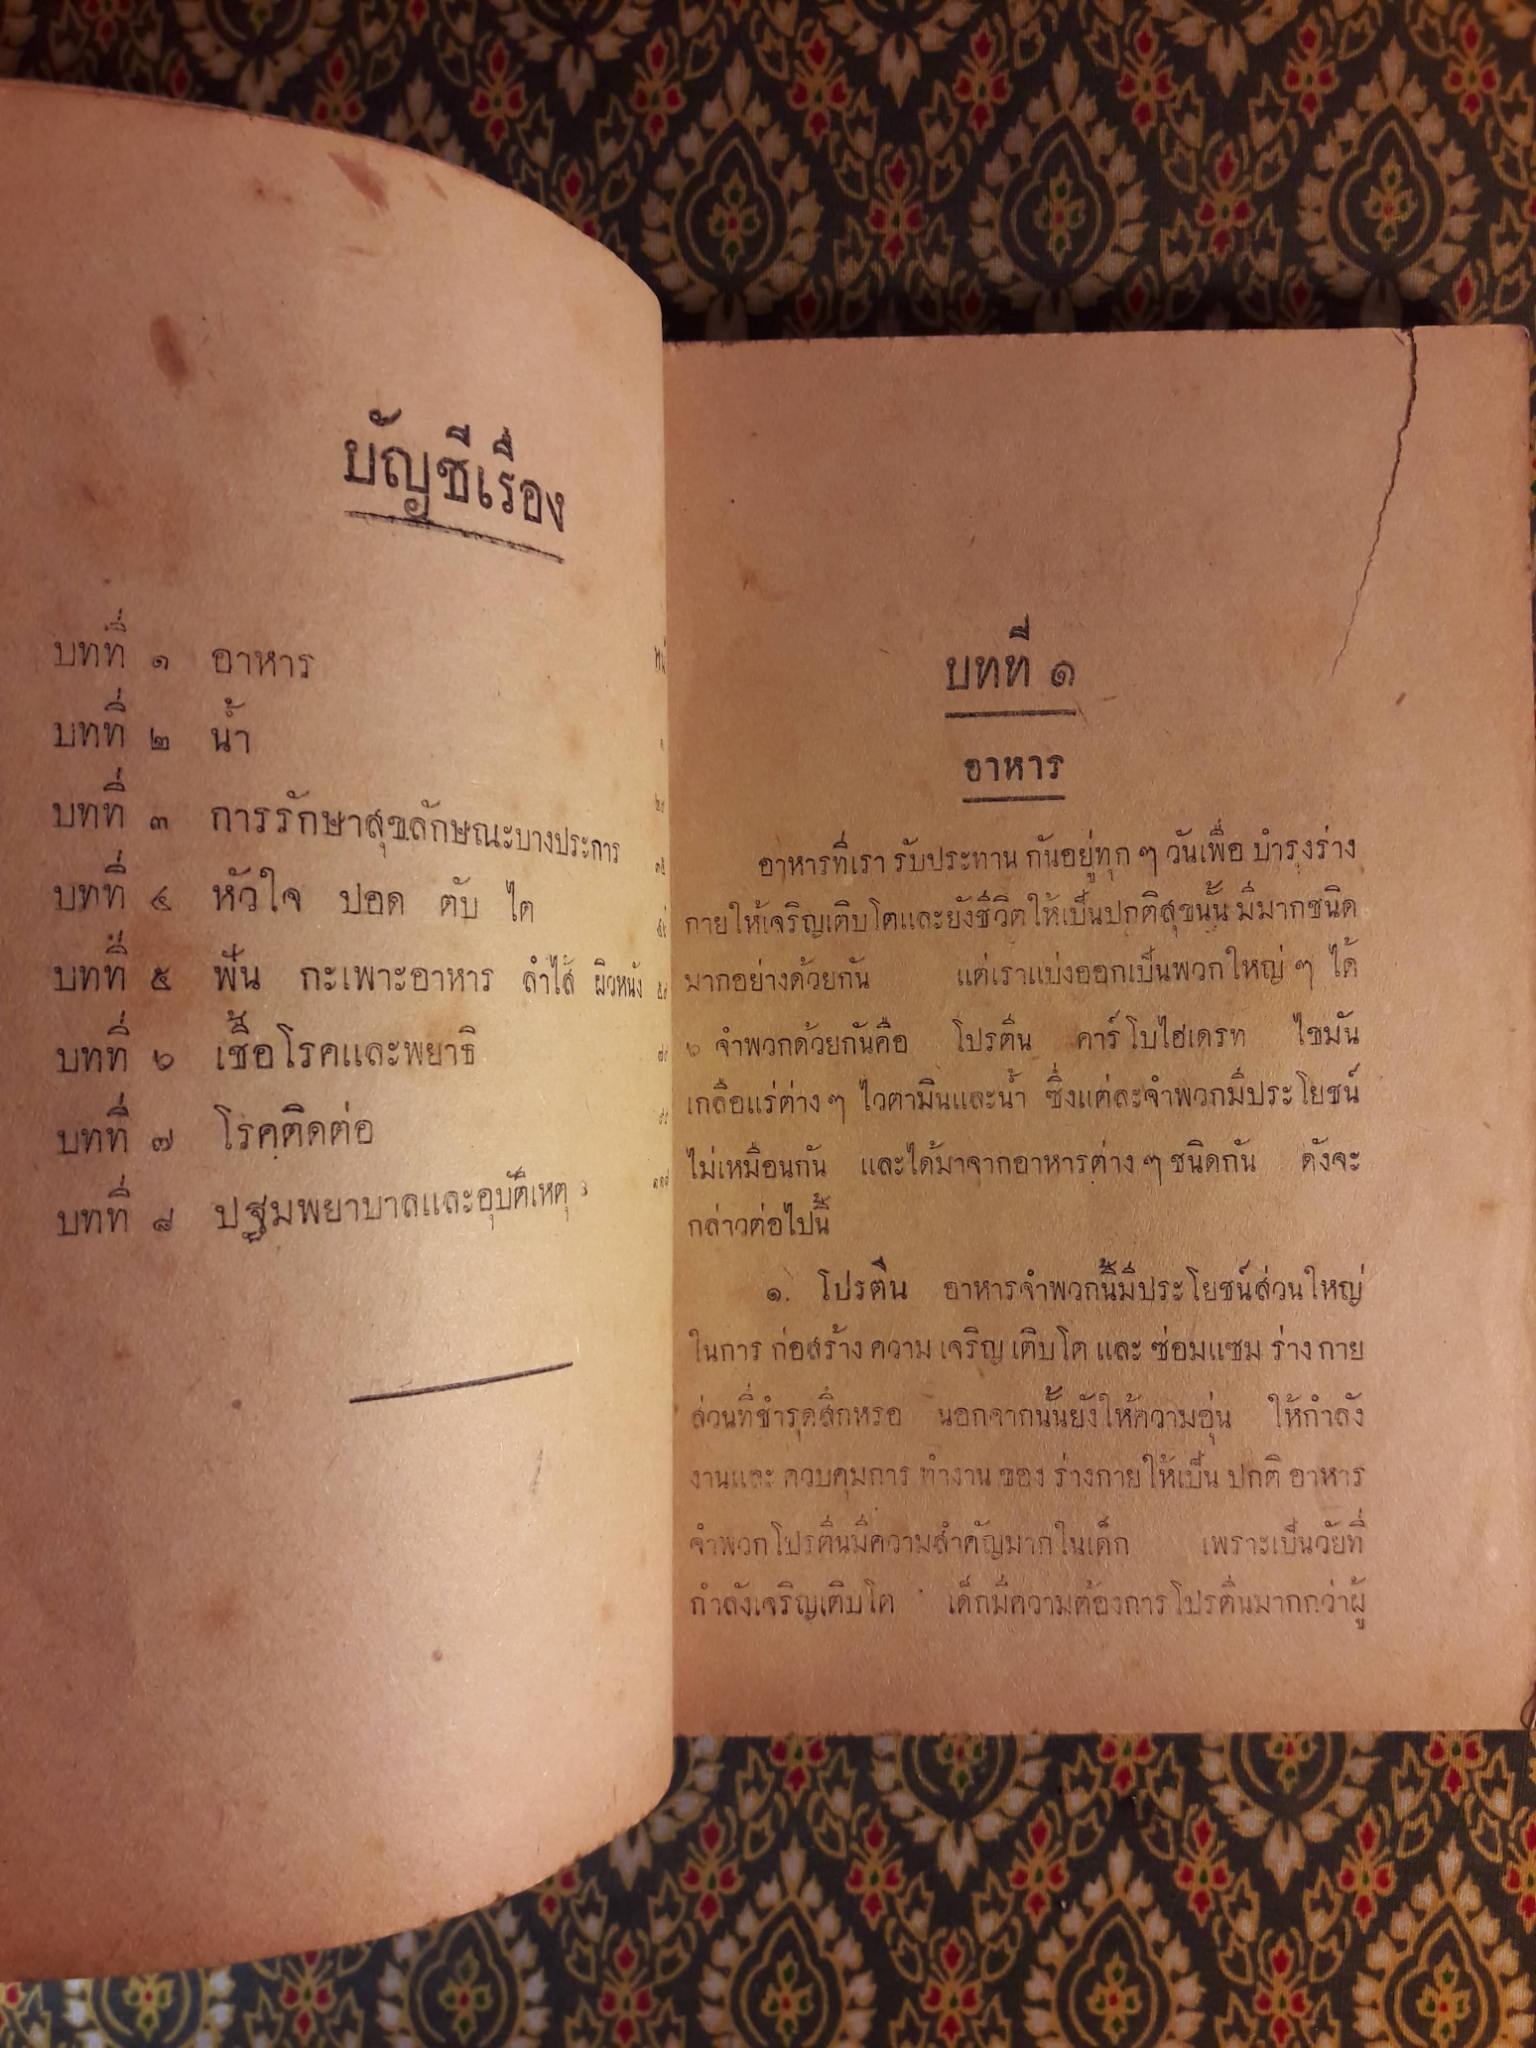 บัญชีเรื่อง
บทที่ ๑ อาหาร
บทที่ ๒ น้ำ
บทที่ ๓ การรักษาสุขลักษณะบางประการ
บทที่ ๔ หัวใจ ปอด ตับ ไต
บทที่ ๕ ฟัน กะเพาะอาหาร ลำไส้ ผิวหนัง
บทที่ ๖ เชื้อโรคและพยาธิ
บทที่ ๗ โรคติดต่อ
บทที่ ๘ ปฐมพยาบาลและอุบัติเหตุ
บทที่ ๑
อาหาร
อาหารที่เรา รับประทาน กันอยู่ทุก ๆ วันเพื่อ บำรุงร่าง
กายให้เจริญเติบโตและยังชีวิตให้เป็นปกติสุขนั้น มีมากชนิด
มากอย่างด้วยกัน แต่เราแบ่งออกเป็นพวกใหญ่ ๆ ได้
๖ จำพวกด้วยกันคือ โปรตีน คาร์โบไฮเดรท ไขมัน
เกลือแร่ต่าง ๆ ไวตามินและน้ำ ซึ่งแต่ละจำพวกมีประโยชน์
ไม่เหมือนกัน และได้มาจากอาหารต่าง ๆ ชนิดกัน ดังจะ
กล่าวต่อไปนี้
๑. โปรตีน อาหารจำพวกนี้มีประโยชน์ส่วนใหญ่
ในการ ก่อสร้าง ความ เจริญ เติบโต และ ซ่อมแซม ร่าง กาย
ส่วนที่ชำรุดสึกหรอ นอกจากนั้นยังให้ความอุ่น ให้กำลัง
งานและ ควบคุมการ ทำงาน ของ ร่างกายให้เป็น ปกติ อาหาร
จำพวกโปรตีนมีความสำคัญมากในเด็ก เพราะเป็นวัยที่
กำลังเจริญเติบโต เด็กมีความต้องการโปรตีนมากกว่าผู้